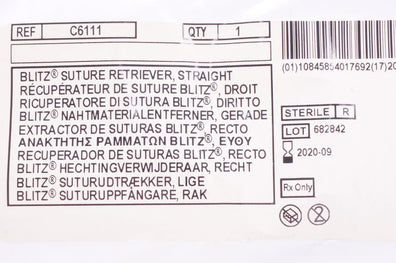 REF C6111 QTY 1
(01)10845854017692(17)20
BLITZ® SUTURE RETRIEVER, STRAIGHT
RÉCUPÉRATEUR DE SUTURE BLITZ®, DROIT
RICUPERATORE DI SUTURA BLITZ®, DIRITTO
BLITZ® NAHTMATERIALENTFERNER, GERADE
EXTRACTOR DE SUTURAS BLITZ®, RECTO
ΑΝΑΚΤΗΤΗΣ ΡΑΜΜΑΤΩΝ BLITZ®, ΕΥΘΥ
RECUPERADOR DE SUTURAS BLITZ®, RECTO
BLITZ® HECHTINGVERWIJDERAAR, RECHT
BLITZ® SUTURUDTRÆKKER, LIGE
BLITZ® SUTURUPPFÅNGARE, RAK
STERILE R
LOT 682842
2020-09
Rx Only
2